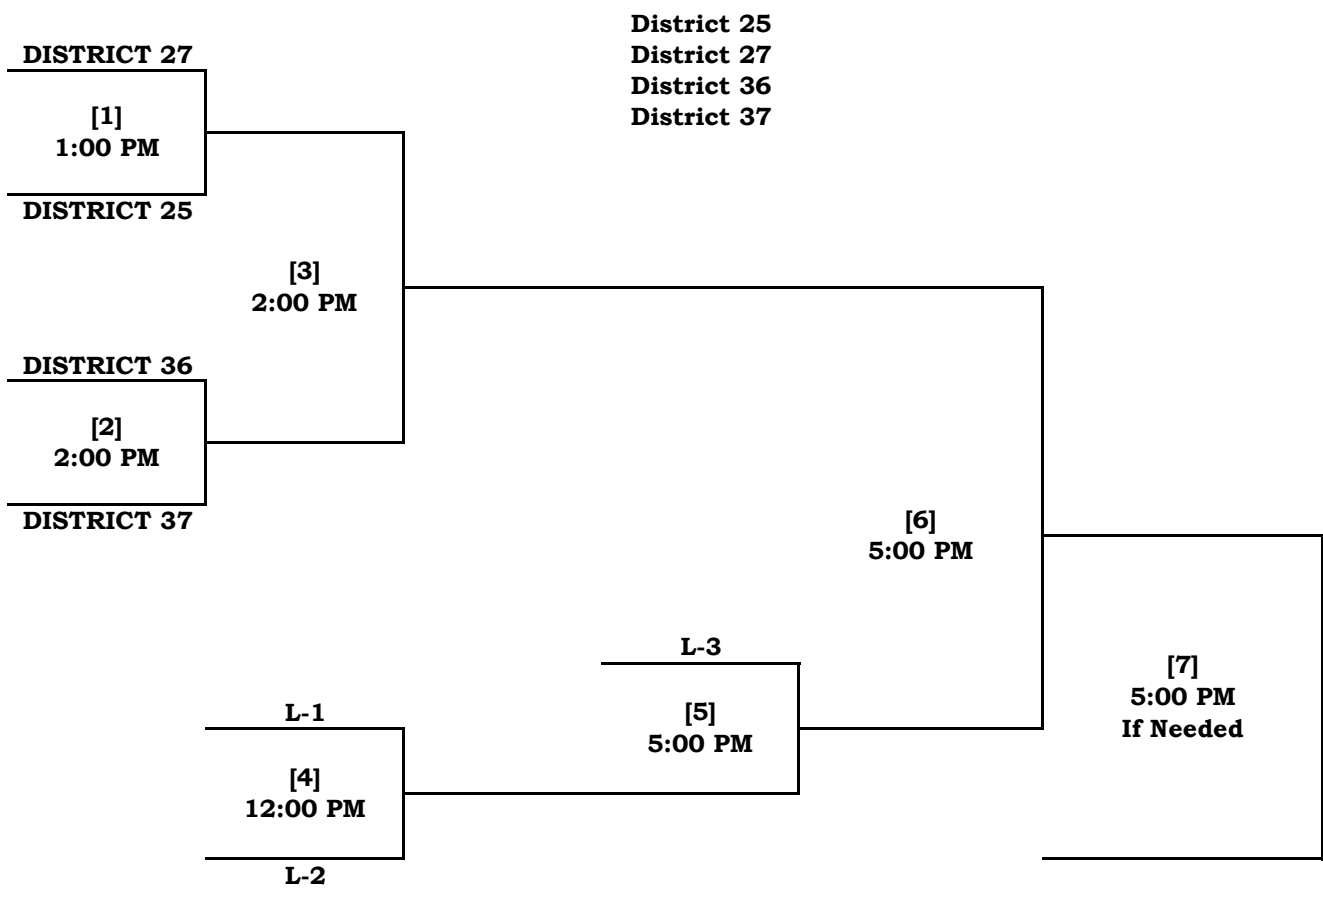 District 25
District 27
District 36
District 37
DISTRICT 27
[1]
1:00 PM
DISTRICT 25
[3]
2:00 PM
DISTRICT 36
[2]
2:00 PM
DISTRICT 37
[6]
5:00 PM
L-3
[5]
5:00 PM
[7]
5:00 PM
If Needed
L-1
[4]
12:00 PM
L-2